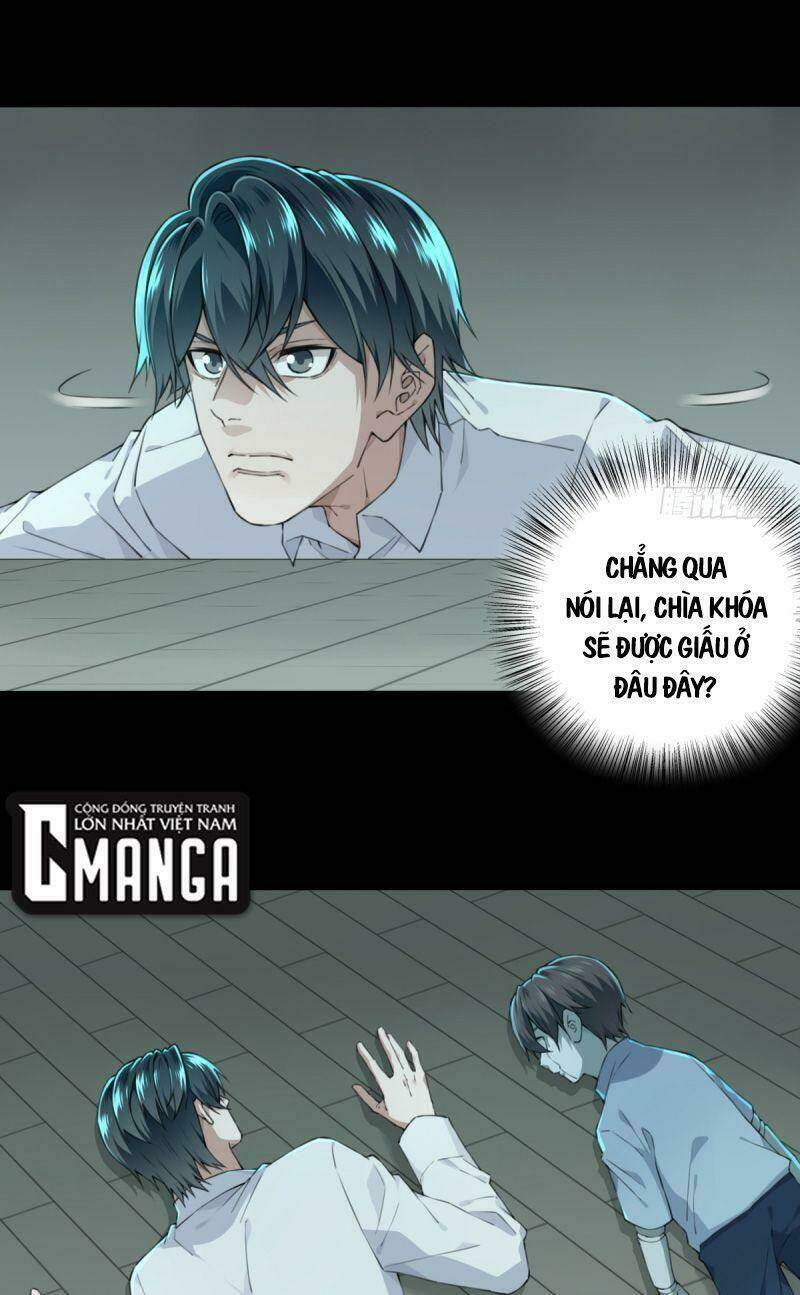 CHẲNG QUA
NÓI LẠI, CHÌA KHÓA
SẼ ĐƯỢC GIẤU Ở
ĐÂU ĐÂY?
CỘNG ĐỒNG TRUYỆN TRANH
LỚN NHẤT VIỆT NAM
CMANGA